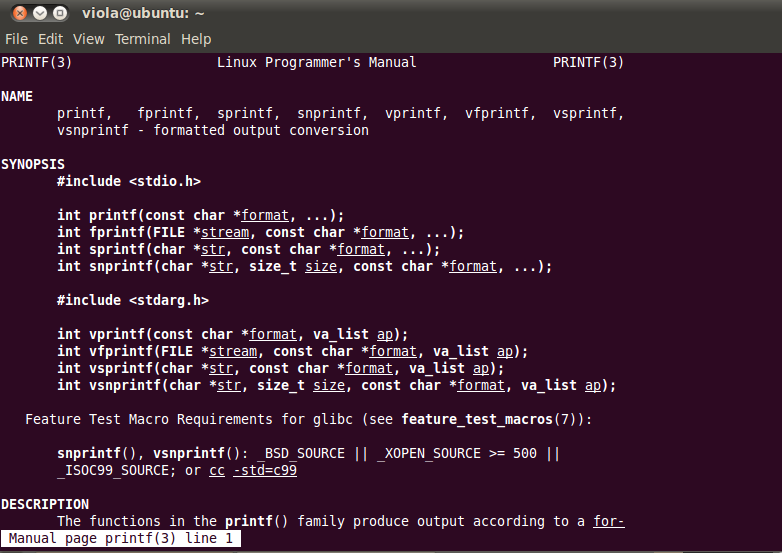 viola@ubuntu: ~
File Edit View Terminal Help
PRINTF(3) Linux Programmer's Manual PRINTF(3)
NAME
printf, fprintf, sprintf, snprintf, vprintf, vfprintf, vsprintf,
vsnprintf - formatted output conversion
SYNOPSIS
#include <stdio.h>
int printf(const char *format, ...);
int fprintf(FILE *stream, const char *format, ...);
int sprintf(char *str, const char *format, ...);
int snprintf(char *str, size_t size, const char *format, ...);
#include <stdarg.h>
int vprintf(const char *format, va_list ap);
int vfprintf(FILE *stream, const char *format, va_list ap);
int vsprintf(char *str, const char *format, va_list ap);
int vsnprintf(char *str, size_t size, const char *format, va_list ap);
Feature Test Macro Requirements for glibc (see feature_test_macros(7)):
snprintf(), vsnprintf(): _BSD_SOURCE || _XOPEN_SOURCE >= 500 ||
_ISOC99_SOURCE; or cc -std=c99
DESCRIPTION
The functions in the printf() family produce output according to a for-
Manual page printf(3) line 1